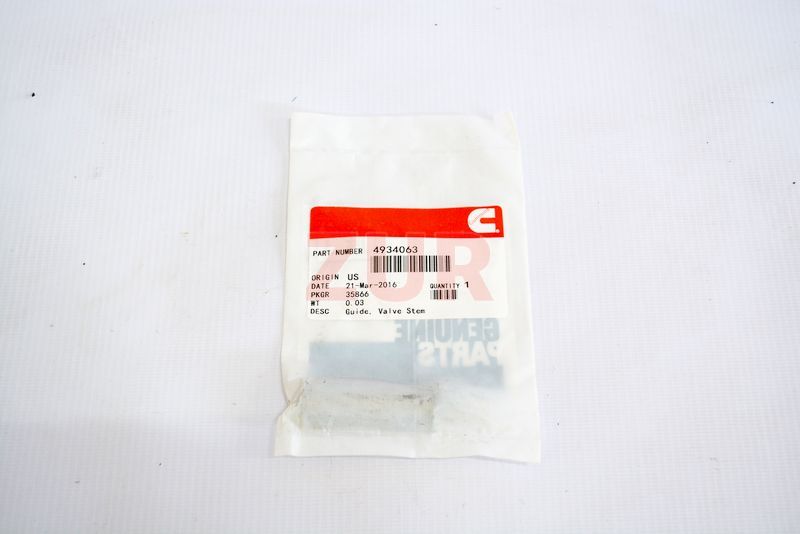 PART NUMBER 4934063
ZUR
ORIGIN US
DATE 21-Mar-2016 QUANTITY 1
PKGR 35866
WT 0.03
DESC Guide, Valve Stem
GENUINE
PARTS